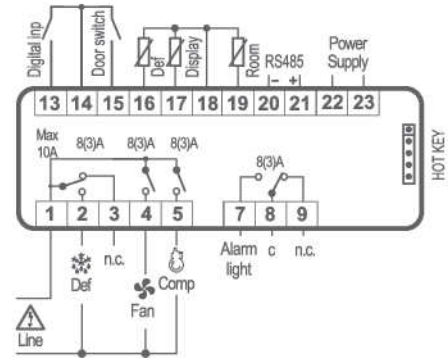 Digital inp
Door switch
Def
Display
Room
RS485
- +
Power
Supply
13 14 15 16 17 18 19 20 21 22 23
HOT KEY
Max
10A
8(3)A 8(3)A 8(3)A
8(3)A
1 2 3 4 5 7 8 9
n.c.
Def
Fan
Comp
Alarm
light
c
n.c.
Line